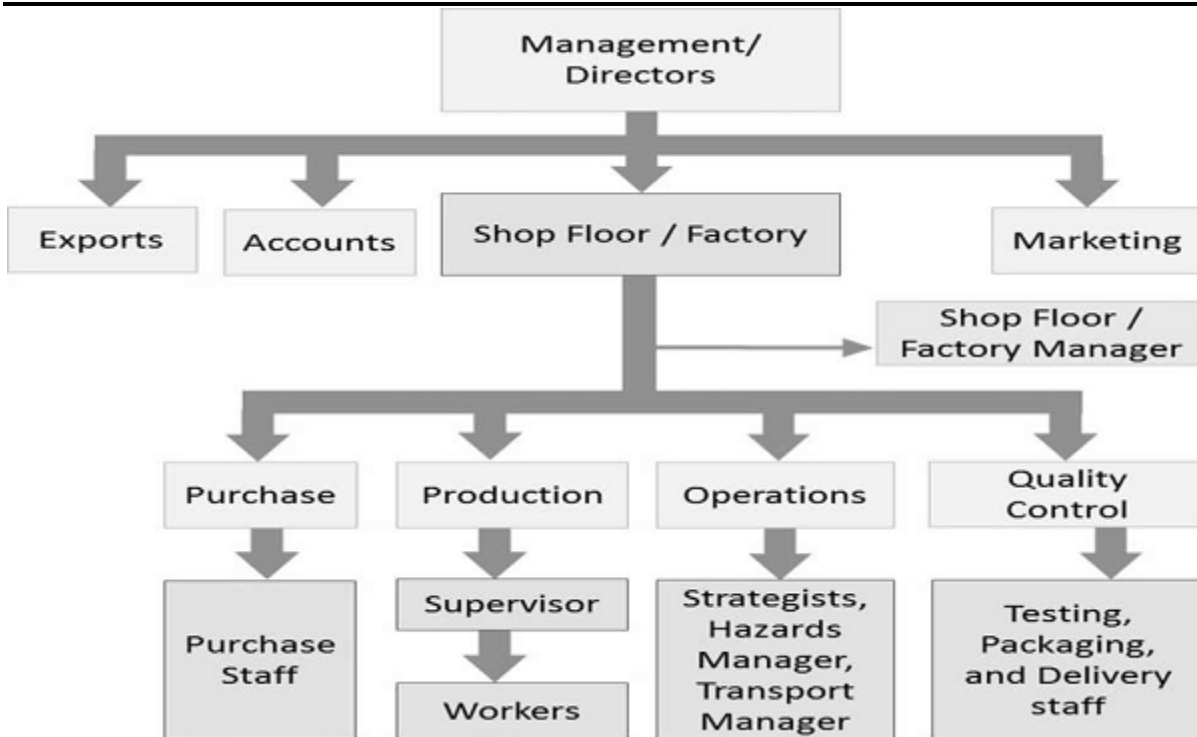 Management/
Directors
Exports
Accounts
Shop Floor / Factory
Marketing
Shop Floor /
Factory Manager
Purchase
Production
Operations
Quality
Control
Purchase
Staff
Supervisor
Workers
Strategists,
Hazards
Manager,
Transport
Manager
Testing,
Packaging,
and Delivery
staff